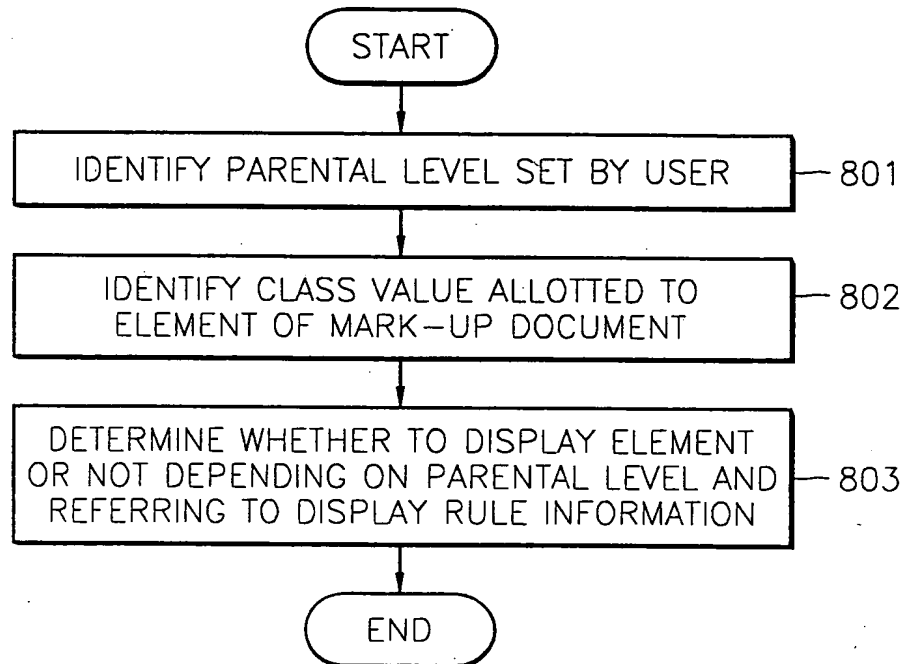 START
IDENTIFY PARENTAL LEVEL SET BY USER
801
IDENTIFY CLASS VALUE ALLOTTED TO
ELEMENT OF MARK-UP DOCUMENT
802
DETERMINE WHETHER TO DISPLAY ELEMENT
OR NOT DEPENDING ON PARENTAL LEVEL AND
REFERRING TO DISPLAY RULE INFORMATION
803
END